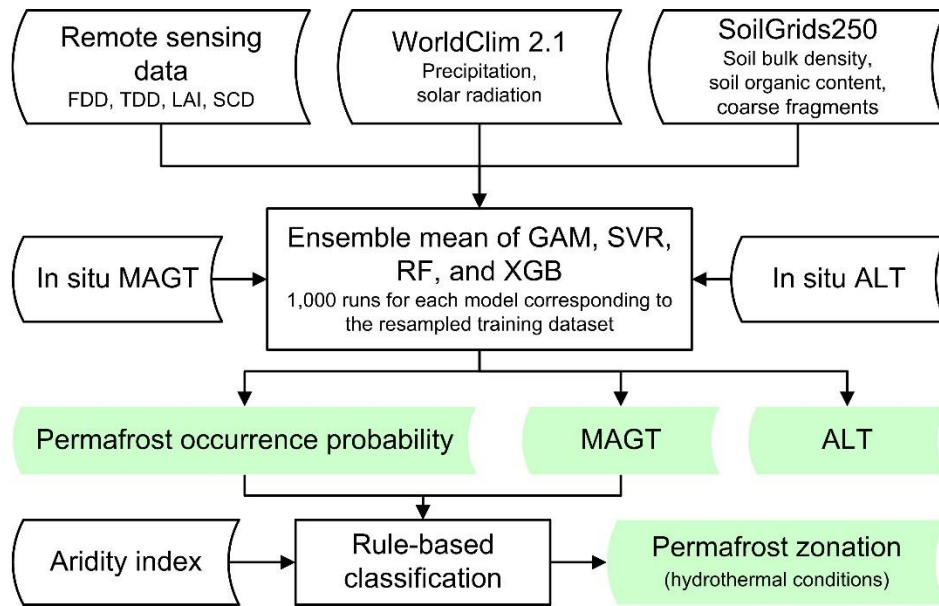 Remote sensing
data
FDD, TDD, LAI, SCD
WorldClim 2.1
Precipitation,
solar radiation
SoilGrids250
Soil bulk density,
soil organic content,
coarse fragments
In situ MAGT
Ensemble mean of GAM, SVR,
RF, and XGB
1,000 runs for each model corresponding to
the resampled training dataset
In situ ALT
Permafrost occurrence probability
MAGT
ALT
Aridity index
Rule-based
classification
Permafrost zonation
(hydrothermal conditions)